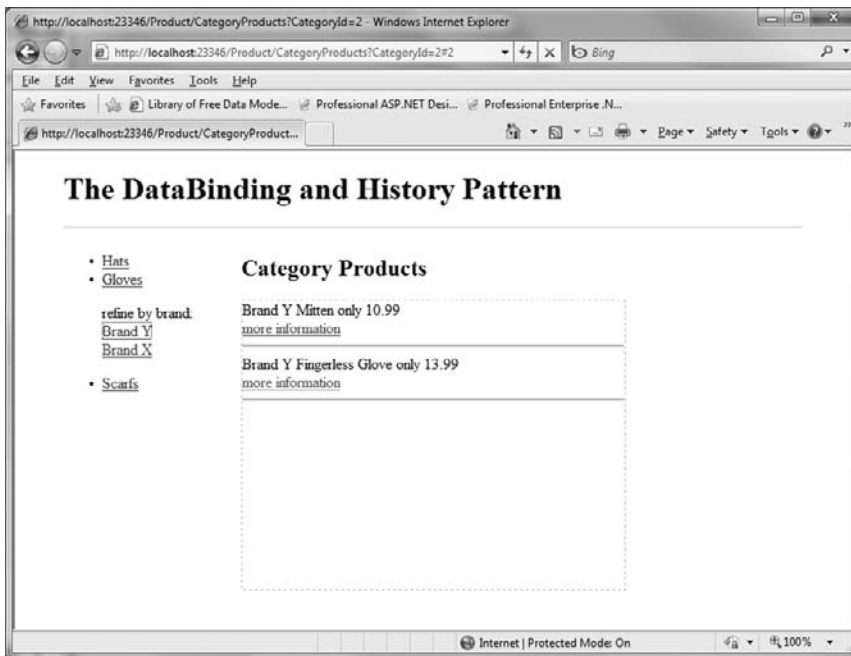 http://localhost:23346/Product/CategoryProducts?CategoryId=2 - Windows Internet Explorer
http://localhost:23346/Product/CategoryProducts?CategoryId=2#2
Bing
File Edit View Favorites Tools Help
Favorites Library of Free Data Mode... Professional ASP.NET Desi... Professional Enterprise .N...
http://localhost:23346/Product/CategoryProduct... Page Safety Tools
The DataBinding and History Pattern
• Hats
• Gloves
refine by brand:
Brand Y
Brand X
• Scarfs
Category Products
Brand Y Mitten only 10.99
more information
Brand Y Fingerless Glove only 13.99
more information
Internet | Protected Mode: On 100%